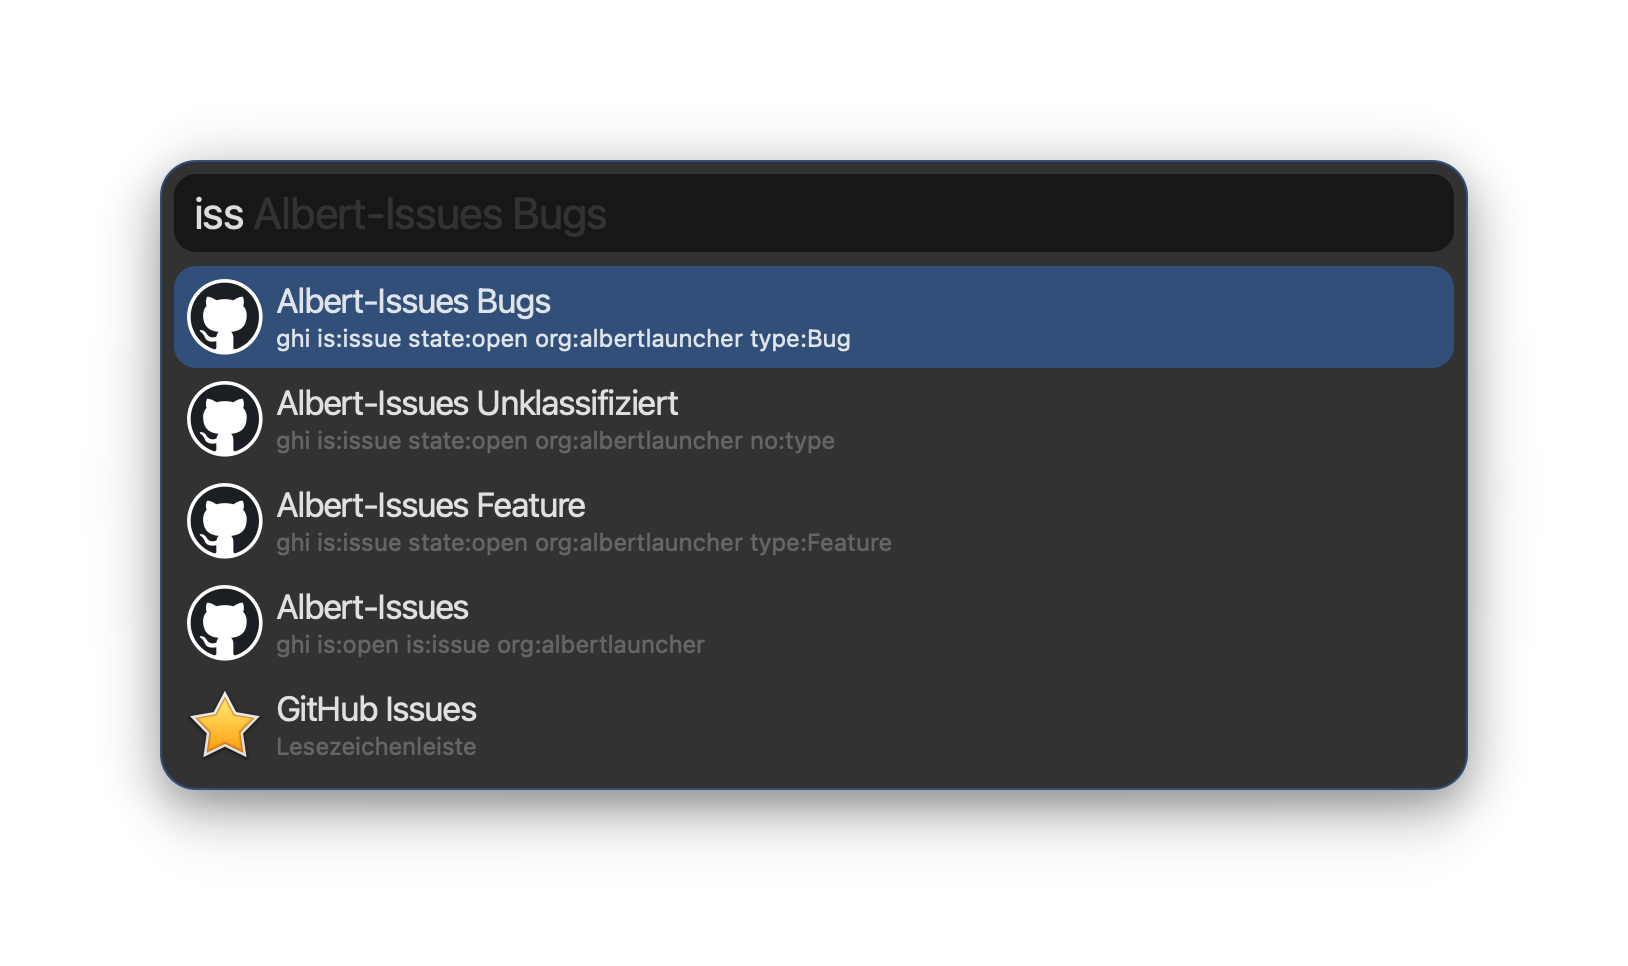 iss Albert-Issues Bugs
Albert-Issues Bugs
ghi is:issue state:open org:albertlauncher type:Bug
Albert-Issues Unklassifiziert
ghi is:issue state:open org:albertlauncher no:type
Albert-Issues Feature
ghi is:issue state:open org:albertlauncher type:Feature
Albert-Issues
ghi is:open is:issue org:albertlauncher
GitHub Issues
Lesezeichenleiste